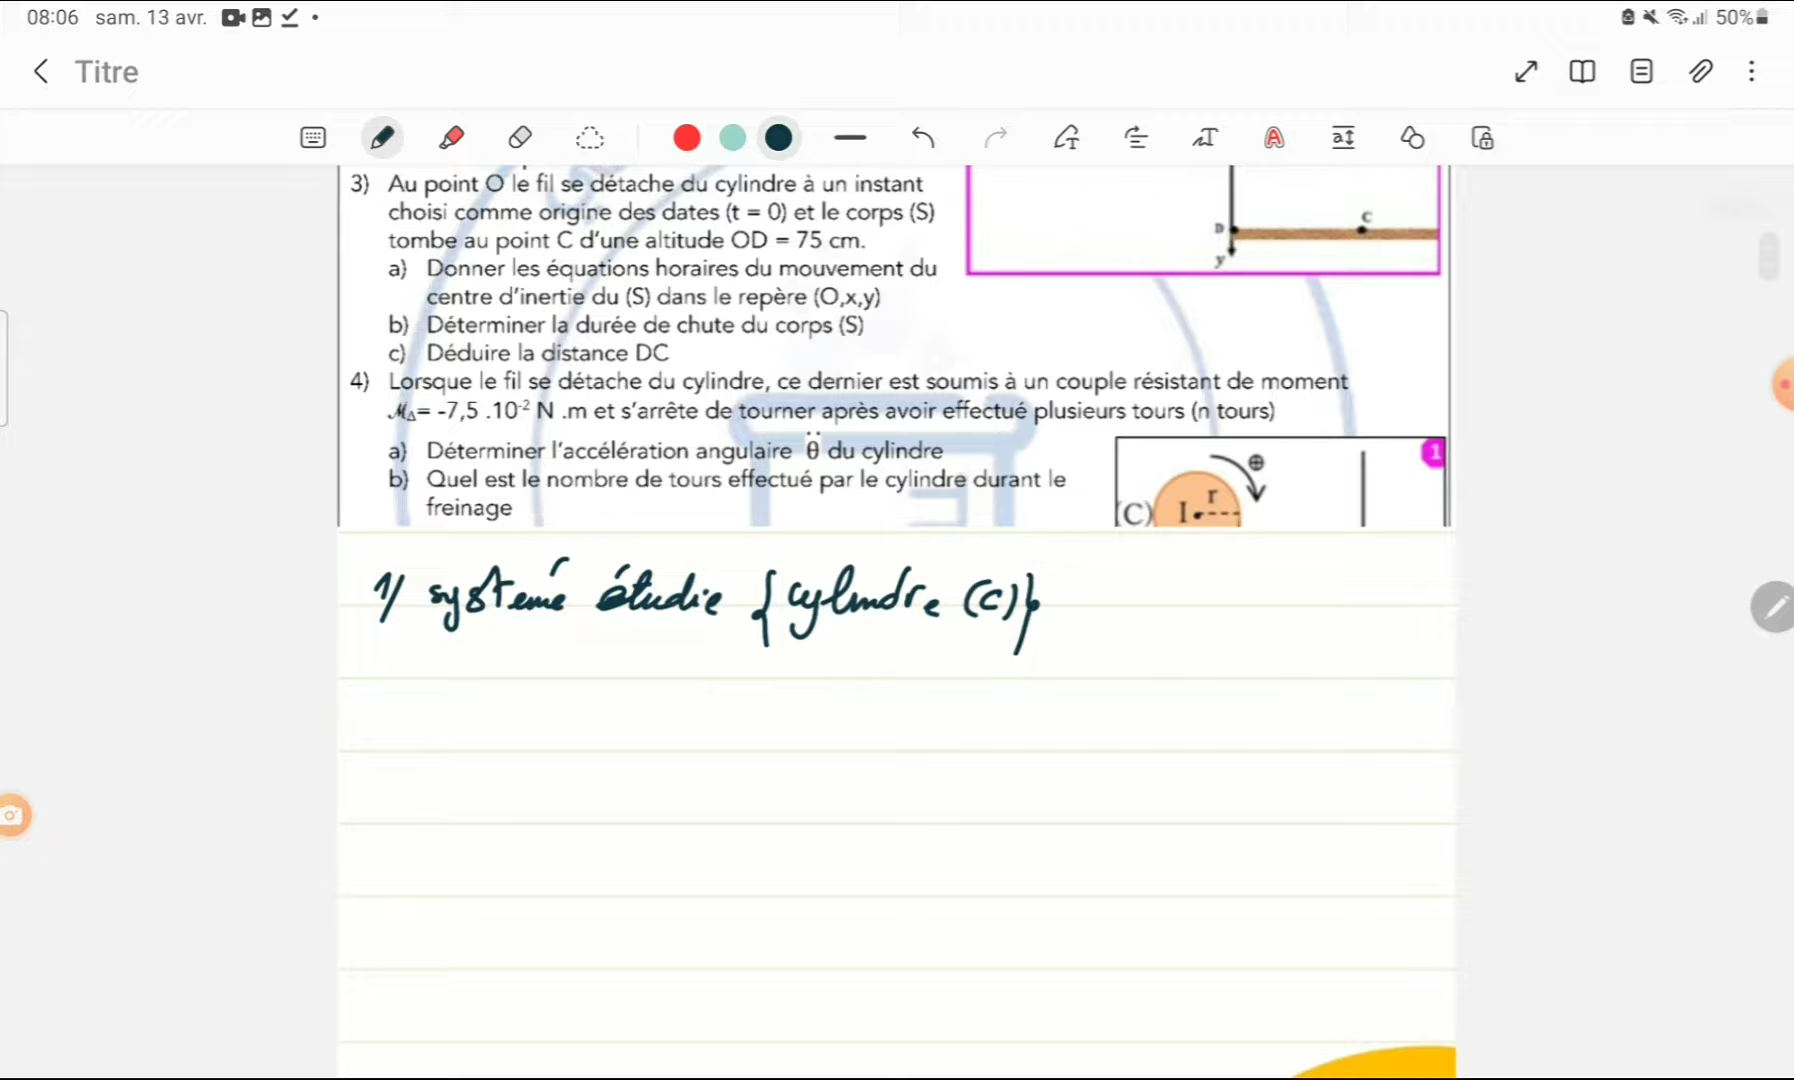 08:06 sam. 13 avr.
50%
Titre
3) Au point O le fil se détache du cylindre à un instant
choisi comme origine des dates (t = 0) et le corps (S)
tombe au point C d'une altitude OD = 75 cm.
a) Donner les équations horaires du mouvement du
centre d'inertie du (S) dans le repère (O,x,y)
b) Déterminer la durée de chute du corps (S)
c) Déduire la distance DC
D C
y
4) Lorsque le fil se détache du cylindre, ce dernier est soumis à un couple résistant de moment
ℳΔ= -7,5 .10⁻² N .m et s'arrête de tourner après avoir effectué plusieurs tours (n tours)
a) Déterminer l'accélération angulaire θ̈ du cylindre
b) Quel est le nombre de tours effectué par le cylindre durant le
freinage
1
⊕
r
(C) I
1/ systemé étudie {cylindre (C)}